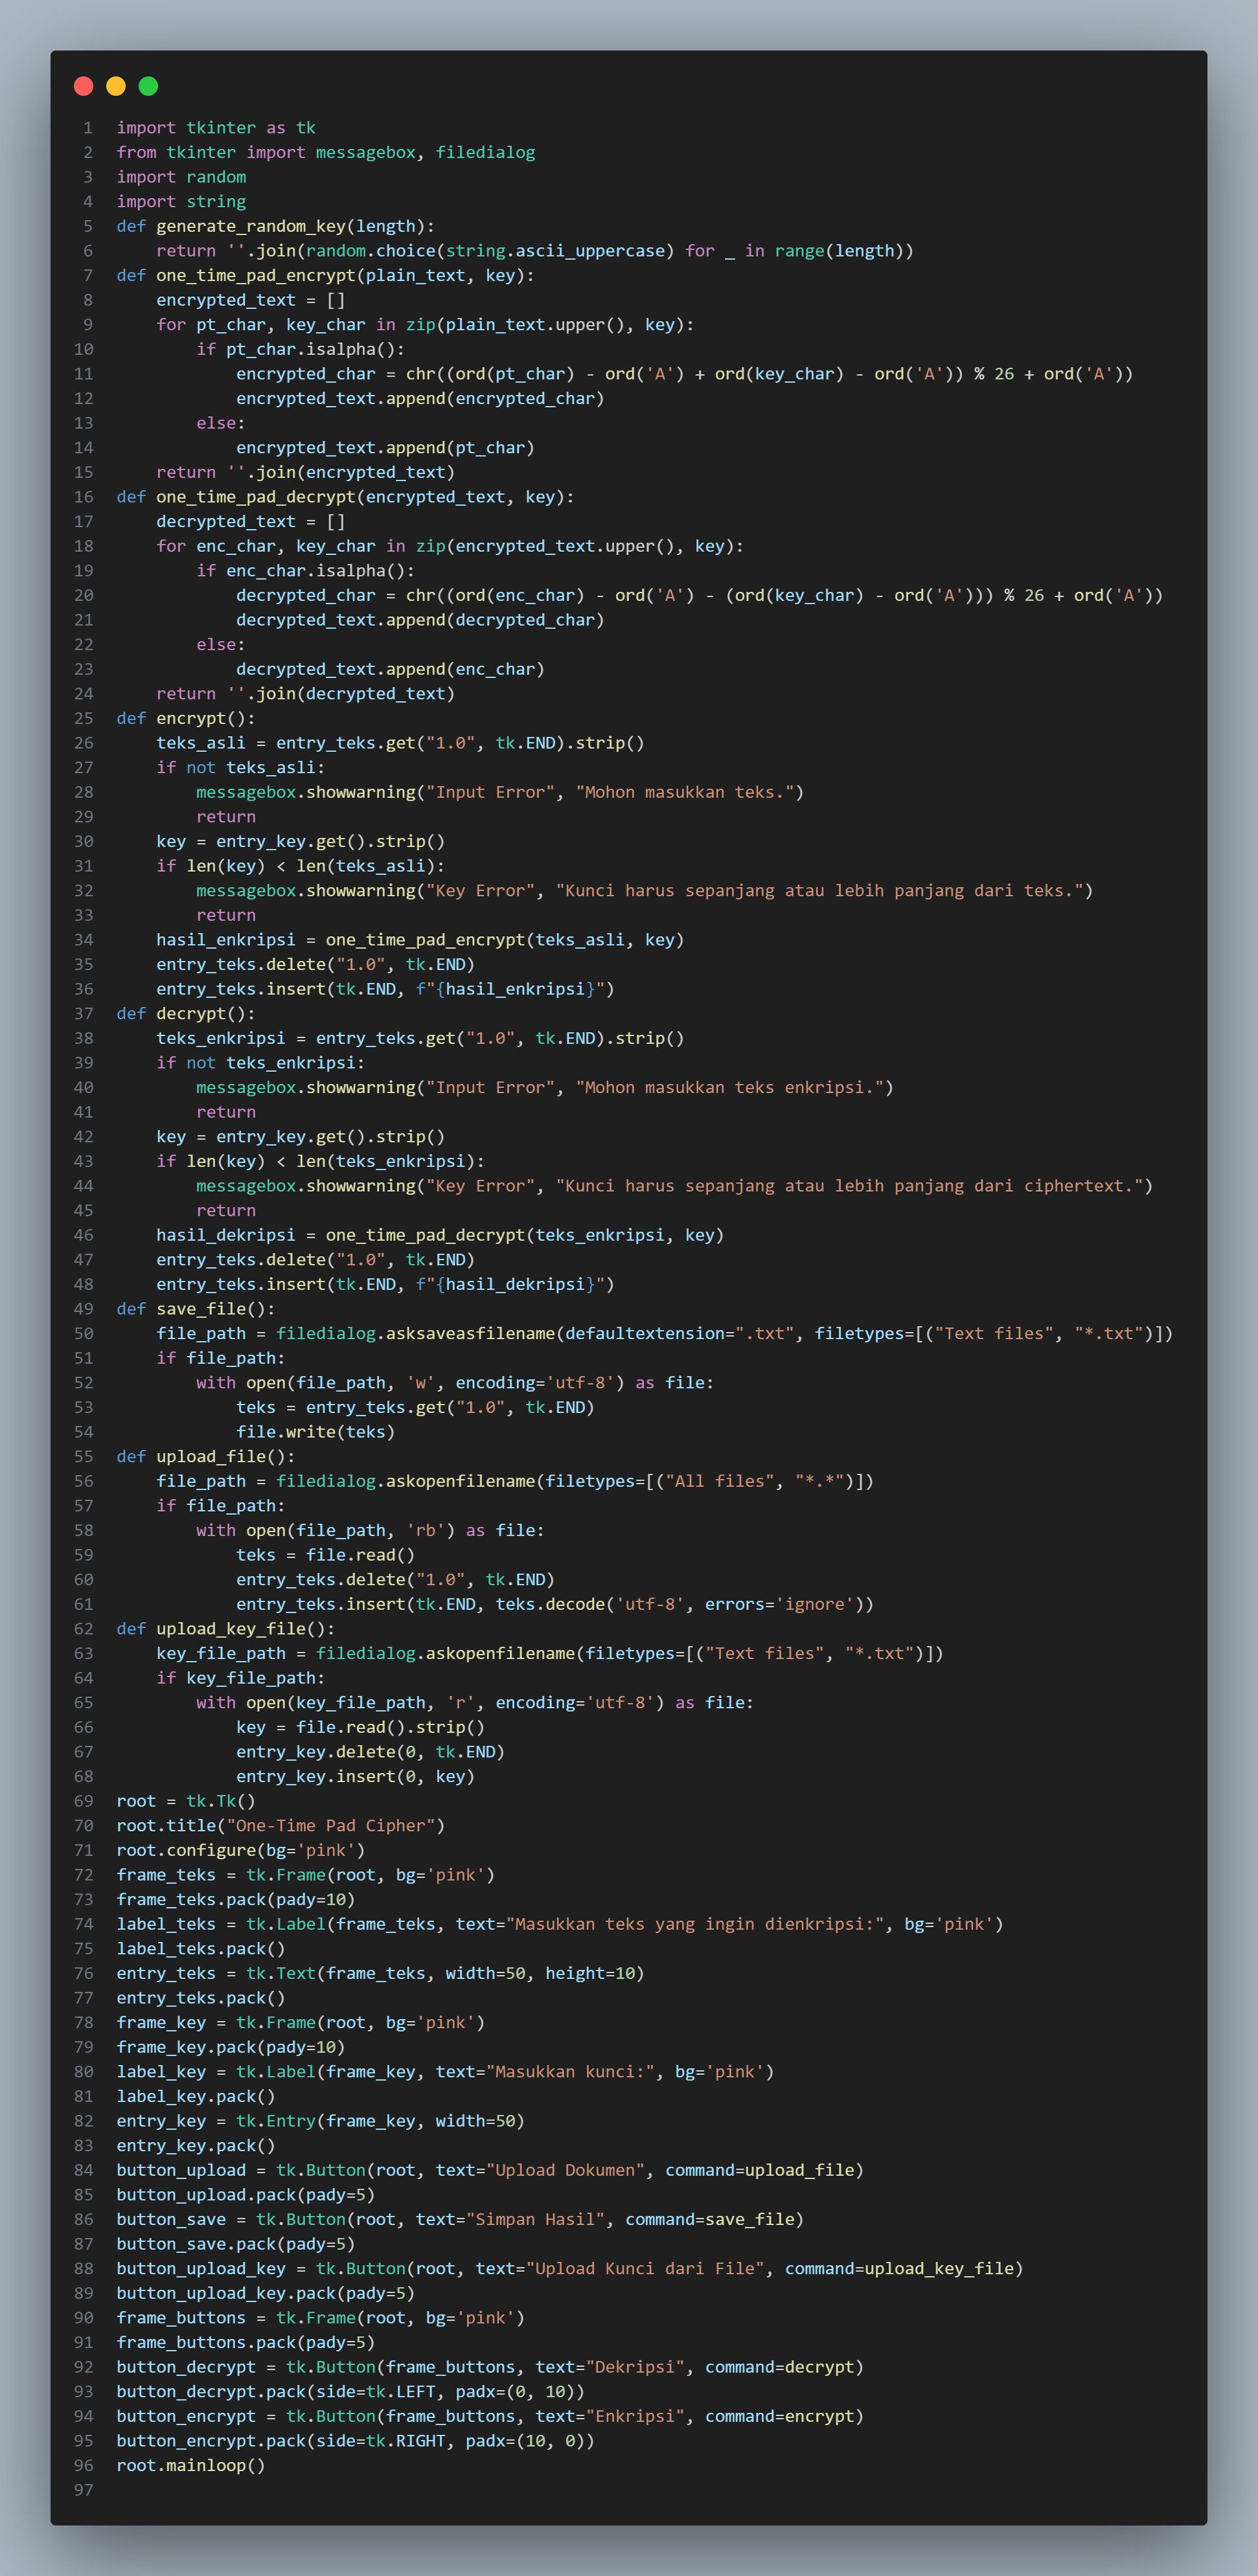 1 import tkinter as tk
2 from tkinter import messagebox, filedialog
3 import random
4 import string
5 def generate_random_key(length):
6     return ''.join(random.choice(string.ascii_uppercase) for _ in range(length))
7 def one_time_pad_encrypt(plain_text, key):
8     encrypted_text = []
9     for pt_char, key_char in zip(plain_text.upper(), key):
10         if pt_char.isalpha():
11             encrypted_char = chr((ord(pt_char) - ord('A') + ord(key_char) - ord('A')) % 26 + ord('A'))
12             encrypted_text.append(encrypted_char)
13         else:
14             encrypted_text.append(pt_char)
15     return ''.join(encrypted_text)
16 def one_time_pad_decrypt(encrypted_text, key):
17     decrypted_text = []
18     for enc_char, key_char in zip(encrypted_text.upper(), key):
19         if enc_char.isalpha():
20             decrypted_char = chr((ord(enc_char) - ord('A') - (ord(key_char) - ord('A'))) % 26 + ord('A'))
21             decrypted_text.append(decrypted_char)
22         else:
23             decrypted_text.append(enc_char)
24     return ''.join(decrypted_text)
25 def encrypt():
26     teks_asli = entry_teks.get("1.0", tk.END).strip()
27     if not teks_asli:
28         messagebox.showwarning("Input Error", "Mohon masukkan teks.")
29         return
30     key = entry_key.get().strip()
31     if len(key) < len(teks_asli):
32         messagebox.showwarning("Key Error", "Kunci harus sepanjang atau lebih panjang dari teks.")
33         return
34     hasil_enkripsi = one_time_pad_encrypt(teks_asli, key)
35     entry_teks.delete("1.0", tk.END)
36     entry_teks.insert(tk.END, f"{hasil_enkripsi}")
37 def decrypt():
38     teks_enkripsi = entry_teks.get("1.0", tk.END).strip()
39     if not teks_enkripsi:
40         messagebox.showwarning("Input Error", "Mohon masukkan teks enkripsi.")
41         return
42     key = entry_key.get().strip()
43     if len(key) < len(teks_enkripsi):
44         messagebox.showwarning("Key Error", "Kunci harus sepanjang atau lebih panjang dari ciphertext.")
45         return
46     hasil_dekripsi = one_time_pad_decrypt(teks_enkripsi, key)
47     entry_teks.delete("1.0", tk.END)
48     entry_teks.insert(tk.END, f"{hasil_dekripsi}")
49 def save_file():
50     file_path = filedialog.asksaveasfilename(defaultextension=".txt", filetypes=[("Text files", "*.txt")])
51     if file_path:
52         with open(file_path, 'w', encoding='utf-8') as file:
53             teks = entry_teks.get("1.0", tk.END)
54             file.write(teks)
55 def upload_file():
56     file_path = filedialog.askopenfilename(filetypes=[("All files", "*.*")])
57     if file_path:
58         with open(file_path, 'rb') as file:
59             teks = file.read()
60             entry_teks.delete("1.0", tk.END)
61             entry_teks.insert(tk.END, teks.decode('utf-8', errors='ignore'))
62 def upload_key_file():
63     key_file_path = filedialog.askopenfilename(filetypes=[("Text files", "*.txt")])
64     if key_file_path:
65         with open(key_file_path, 'r', encoding='utf-8') as file:
66             key = file.read().strip()
67             entry_key.delete(0, tk.END)
68             entry_key.insert(0, key)
69 root = tk.Tk()
70 root.title("One-Time Pad Cipher")
71 root.configure(bg='pink')
72 frame_teks = tk.Frame(root, bg='pink')
73 frame_teks.pack(pady=10)
74 label_teks = tk.Label(frame_teks, text="Masukkan teks yang ingin dienkripsi:", bg='pink')
75 label_teks.pack()
76 entry_teks = tk.Text(frame_teks, width=50, height=10)
77 entry_teks.pack()
78 frame_key = tk.Frame(root, bg='pink')
79 frame_key.pack(pady=10)
80 label_key = tk.Label(frame_key, text="Masukkan kunci:", bg='pink')
81 label_key.pack()
82 entry_key = tk.Entry(frame_key, width=50)
83 entry_key.pack()
84 button_upload = tk.Button(root, text="Upload Dokumen", command=upload_file)
85 button_upload.pack(pady=5)
86 button_save = tk.Button(root, text="Simpan Hasil", command=save_file)
87 button_save.pack(pady=5)
88 button_upload_key = tk.Button(root, text="Upload Kunci dari File", command=upload_key_file)
89 button_upload_key.pack(pady=5)
90 frame_buttons = tk.Frame(root, bg='pink')
91 frame_buttons.pack(pady=5)
92 button_decrypt = tk.Button(frame_buttons, text="Dekripsi", command=decrypt)
93 button_decrypt.pack(side=tk.LEFT, padx=(0, 10))
94 button_encrypt = tk.Button(frame_buttons, text="Enkripsi", command=encrypt)
95 button_encrypt.pack(side=tk.RIGHT, padx=(10, 0))
96 root.mainloop()
97